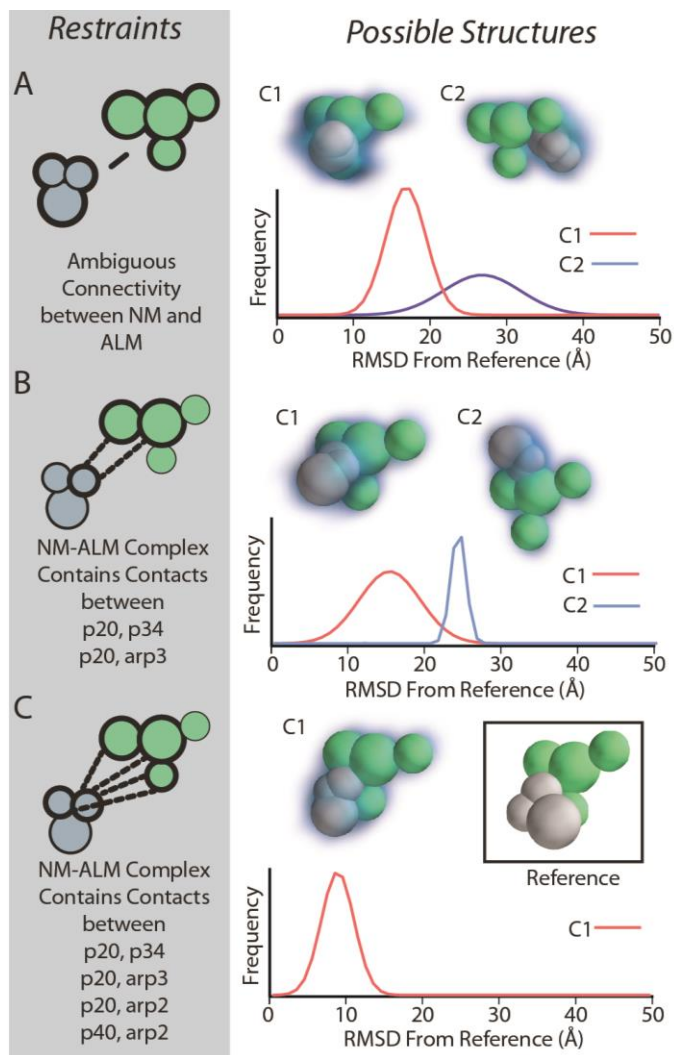 Restraints
Possible Structures
A
Ambiguous
Connectivity
between NM and
ALM
C1
C2
Frequency
C1
C2
0
10
20
30
40
50
RMSD From Reference (Å)
B
NM-ALM Complex
Contains Contacts
between
p20, p34
p20, arp3
C1
C2
Frequency
C1
C2
0
10
20
30
40
50
RMSD From Reference (Å)
C
NM-ALM Complex
Contains Contacts
between
p20, p34
p20, arp3
p20, arp2
p40, arp2
C1
Reference
Frequency
C1
0
10
20
30
40
50
RMSD From Reference (Å)